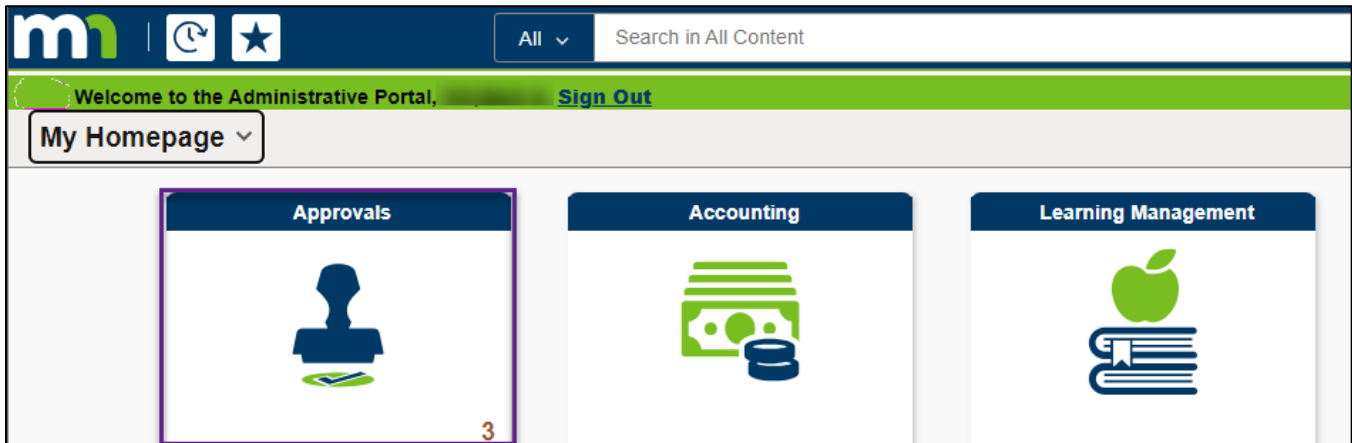 mn
All Search in All Content
Welcome to the Administrative Portal, Sign Out
My Homepage
Approvals Accounting Learning Management
3